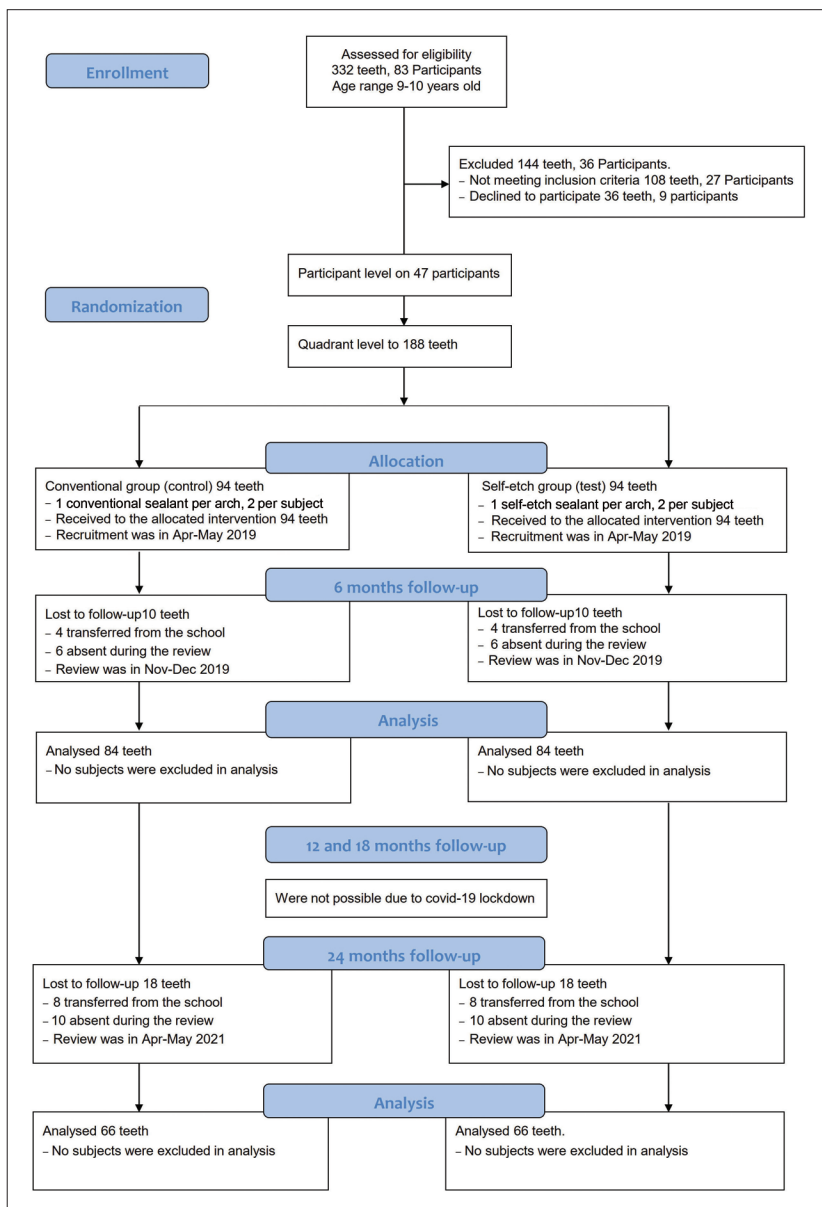 Enrollment
Assessed for eligibility
332 teeth, 83 Participants
Age range 9-10 years old
Excluded 144 teeth, 36 Participants.
– Not meeting inclusion criteria 108 teeth, 27 Participants
– Declined to participate 36 teeth, 9 participants
Participant level on 47 participants
Randomization
Quadrant level to 188 teeth
Allocation
Conventional group (control) 94 teeth
– 1 conventional sealant per arch, 2 per subject
– Received to the allocated intervention 94 teeth
– Recruitment was in Apr-May 2019
Self-etch group (test) 94 teeth
– 1 self-etch sealant per arch, 2 per subject
– Received to the allocated intervention 94 teeth
– Recruitment was in Apr-May 2019
6 months follow-up
Lost to follow-up10 teeth
– 4 transferred from the school
– 6 absent during the review
– Review was in Nov-Dec 2019
Lost to follow-up10 teeth
– 4 transferred from the school
– 6 absent during the review
– Review was in Nov-Dec 2019
Analysis
Analysed 84 teeth
– No subjects were excluded in analysis
Analysed 84 teeth
– No subjects were excluded in analysis
12 and 18 months follow-up
Were not possible due to covid-19 lockdown
24 months follow-up
Lost to follow-up 18 teeth
– 8 transferred from the school
– 10 absent during the review
– Review was in Apr-May 2021
Lost to follow-up 18 teeth
– 8 transferred from the school
– 10 absent during the review
– Review was in Apr-May 2021
Analysis
Analysed 66 teeth
– No subjects were excluded in analysis
Analysed 66 teeth.
– No subjects were excluded in analysis